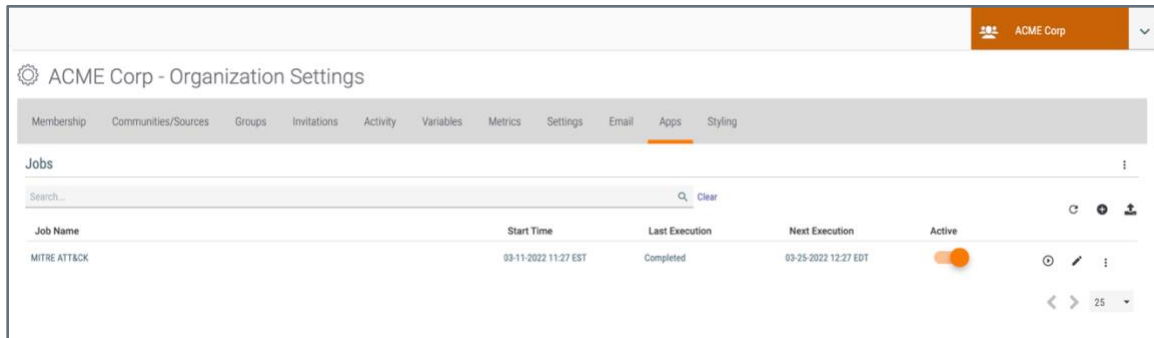 ACME Corp
ACME Corp - Organization Settings
Membership Communities/Sources Groups Invitations Activity Variables Metrics Settings Email Apps Styling
Jobs
Search... Clear
Job Name Start Time Last Execution Next Execution Active
MITRE ATT&CK 03-11-2022 11:27 EST Completed 03-25-2022 12:27 EDT
25